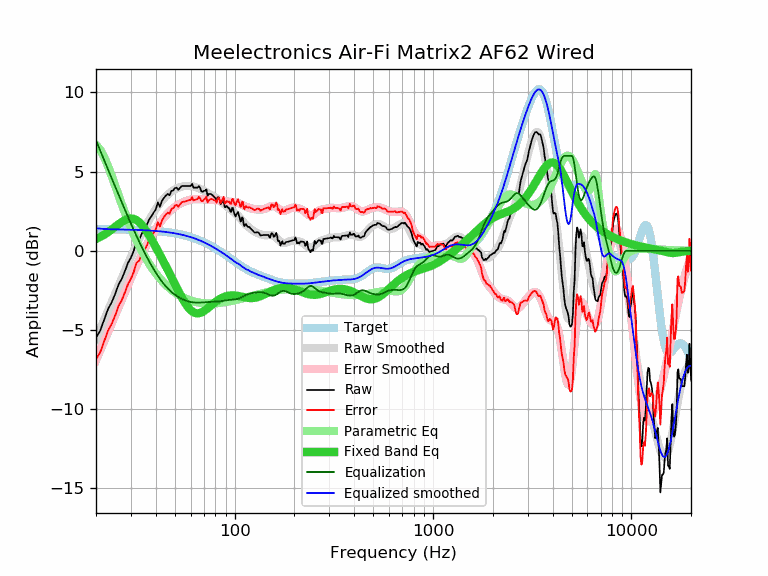 Meelectronics Air-Fi Matrix2 AF62 Wired
Amplitude (dBr)
10
5
0
−5
−10
−15
Target
Raw Smoothed
Error Smoothed
Raw
Error
Parametric Eq
Fixed Band Eq
Equalization
Equalized smoothed
100
1000
10000
Frequency (Hz)